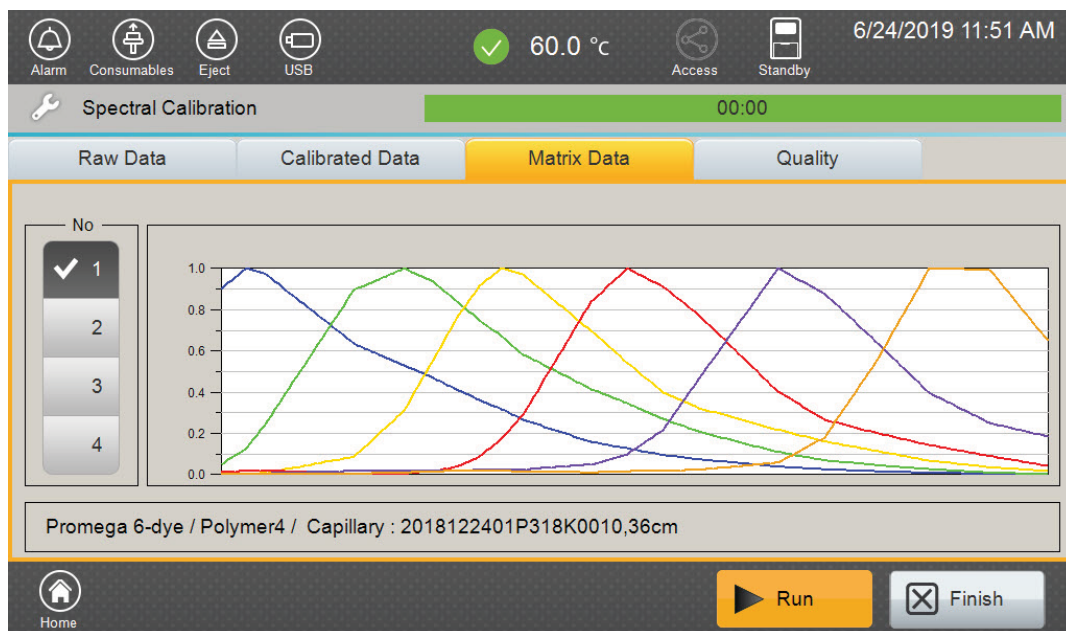 Alarm Consumables Eject USB 60.0 °C Access Standby 6/24/2019 11:51 AM
Spectral Calibration 00:00
Raw Data Calibrated Data Matrix Data Quality
No
1
2
3
4
1.0
0.8
0.6
0.4
0.2
0.0
Promega 6-dye / Polymer4 / Capillary : 2018122401P318K0010,36cm
Home Run Finish